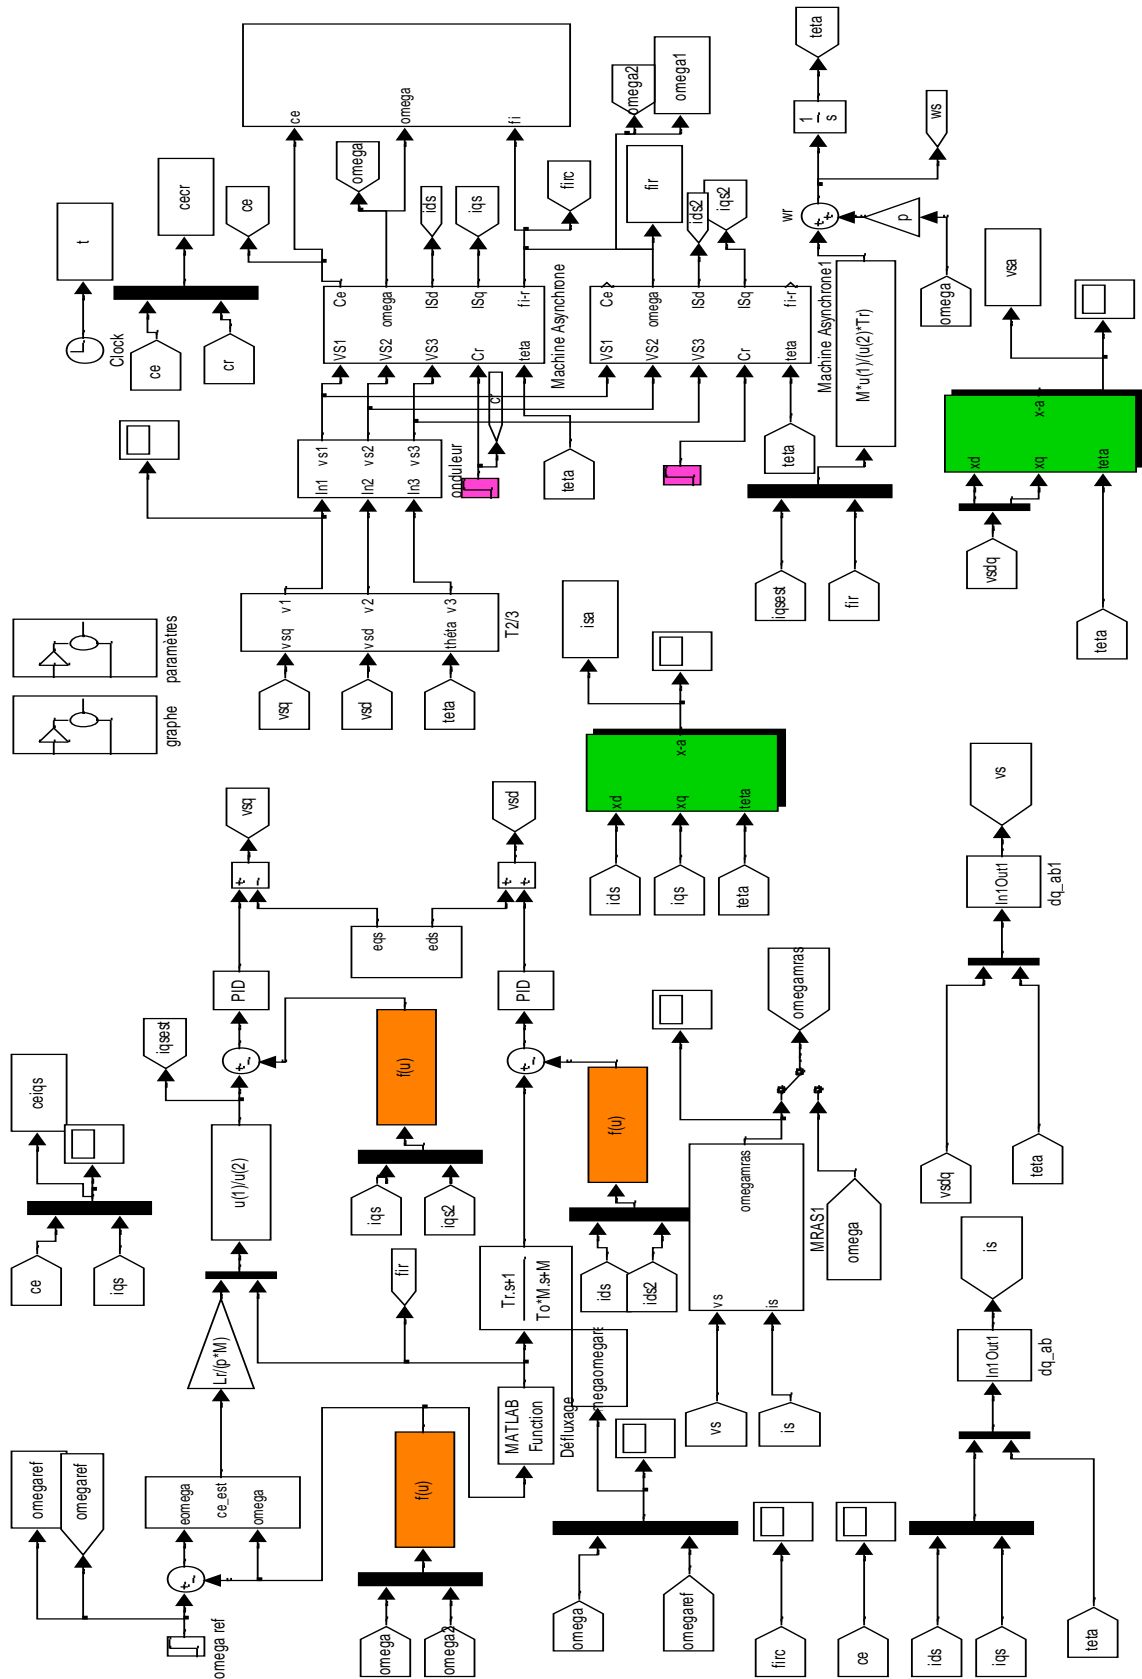 omega ref
omegaref
omegaref
eomega
ce_est
omega
Lr/(p*M)
u(1)/u(2)
iqsest
PID
vsq
ce
iqs
ceiqs
omega
omega2
f(u)
MATLAB
Function
Défluxage
fir
Tr.s+1
To*M.s+M
iqs
iqs2
f(u)
eqs
eds
PID
vsd
ids
ids2
f(u)
omega
omegaref
vs
is
vs
is
omegamras
MRAS1
omega
omegamras
firc
ce
ids
iqs
teta
In1 Out1
dq_ab
is
vsdq
teta
In1 Out1
dq_ab1
vs
graphe
paramètres
vsq
vsd
teta
vsq
vsd
théta
v1
v2
v3
T2/3
In1
In2
In3
vs1
vs2
vs3
onduleur
cr
teta
VS1
VS2
VS3
Cr
teta
Ce
omega
ISd
ISq
fi-r
Machine Asynchrone
ce
cr
cecr
Clock
t
ce
omega
ids
iqs
firc
ce
omega
fi
teta
VS1
VS2
VS3
Cr
teta
Ce^
omega
ISd
ISq
fi-r^
Machine Asynchrone1
omega2
omega1
fir
ids2
iqs2
ids
iqs
teta
xd
xq
teta
x-a
isa
iqsest
fir
M*u(1)/(u(2)*Tr)
wr
omega
p
1
s
teta
ws
vsdq
teta
xd
xq
teta
x-a
vsa